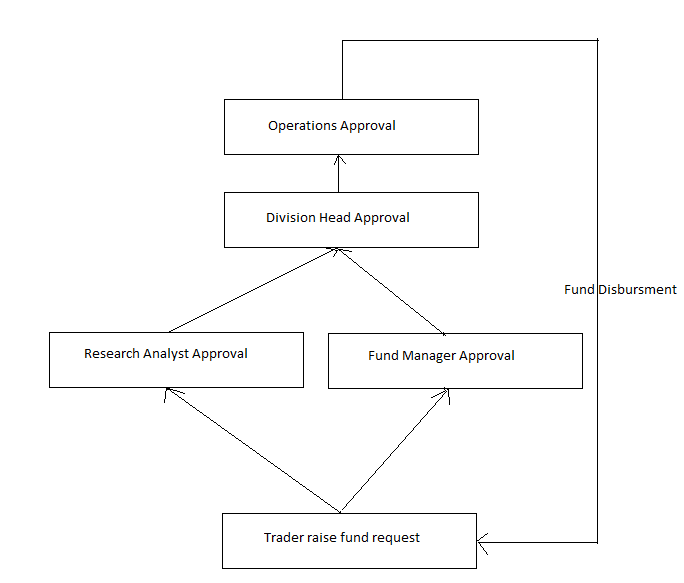 Operations Approval
Division Head Approval
Fund Disbursment
Research Analyst Approval
Fund Manager Approval
Trader raise fund request